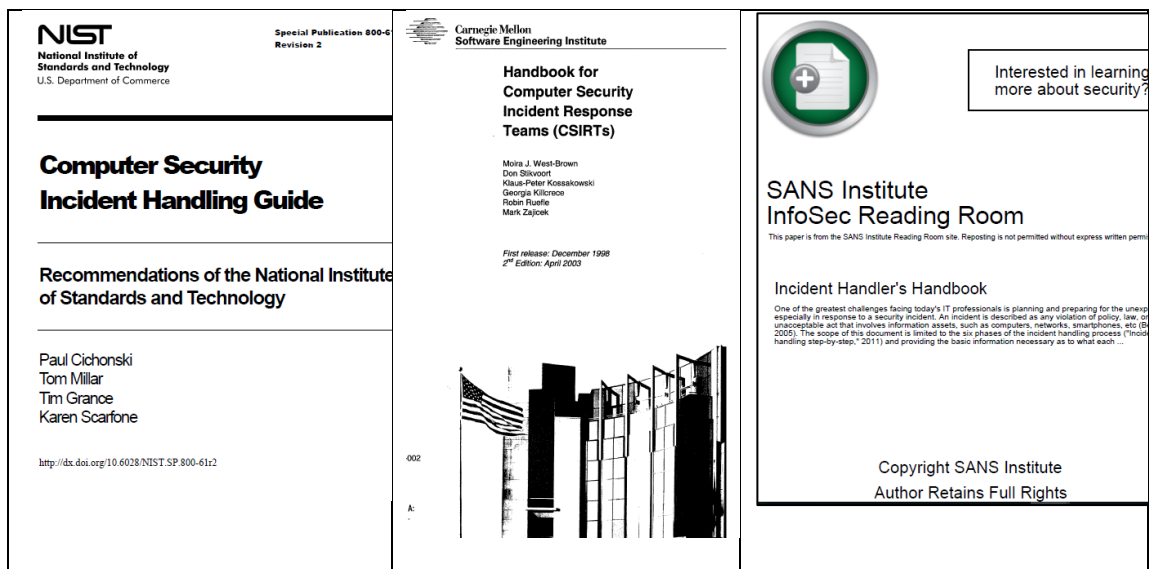 NIST
National Institute of
Standards and Technology
U.S. Department of Commerce
Special Publication 800-61
Revision 2
Computer Security
Incident Handling Guide
Recommendations of the National Institute
of Standards and Technology
Paul Cichonski
Tom Millar
Tim Grance
Karen Scarfone
http://dx.doi.org/10.6028/NIST.SP.800-61r2
Carnegie Mellon
Software Engineering Institute
Handbook for
Computer Security
Incident Response
Teams (CSIRTs)
Moira J. West-Brown
Don Stikvoort
Klaus-Peter Kossakowski
Georgia Killcrece
Robin Ruefle
Mark Zajicek
First release: December 1998
2nd Edition: April 2003
002
A:
Interested in learning
more about security?
SANS Institute
InfoSec Reading Room
This paper is from the SANS Institute Reading Room site. Reposting is not permitted without express written permi
Incident Handler's Handbook
One of the greatest challenges facing today's IT professionals is planning and preparing for the unexp
especially in response to a security incident. An incident is described as any violation of policy, law, or
unacceptable act that involves information assets, such as computers, networks, smartphones, etc (B
2005). The scope of this document is limited to the six phases of the incident handling process ("Incide
handling step-by-step," 2011) and providing the basic information necessary as to what each ...
Copyright SANS Institute
Author Retains Full Rights